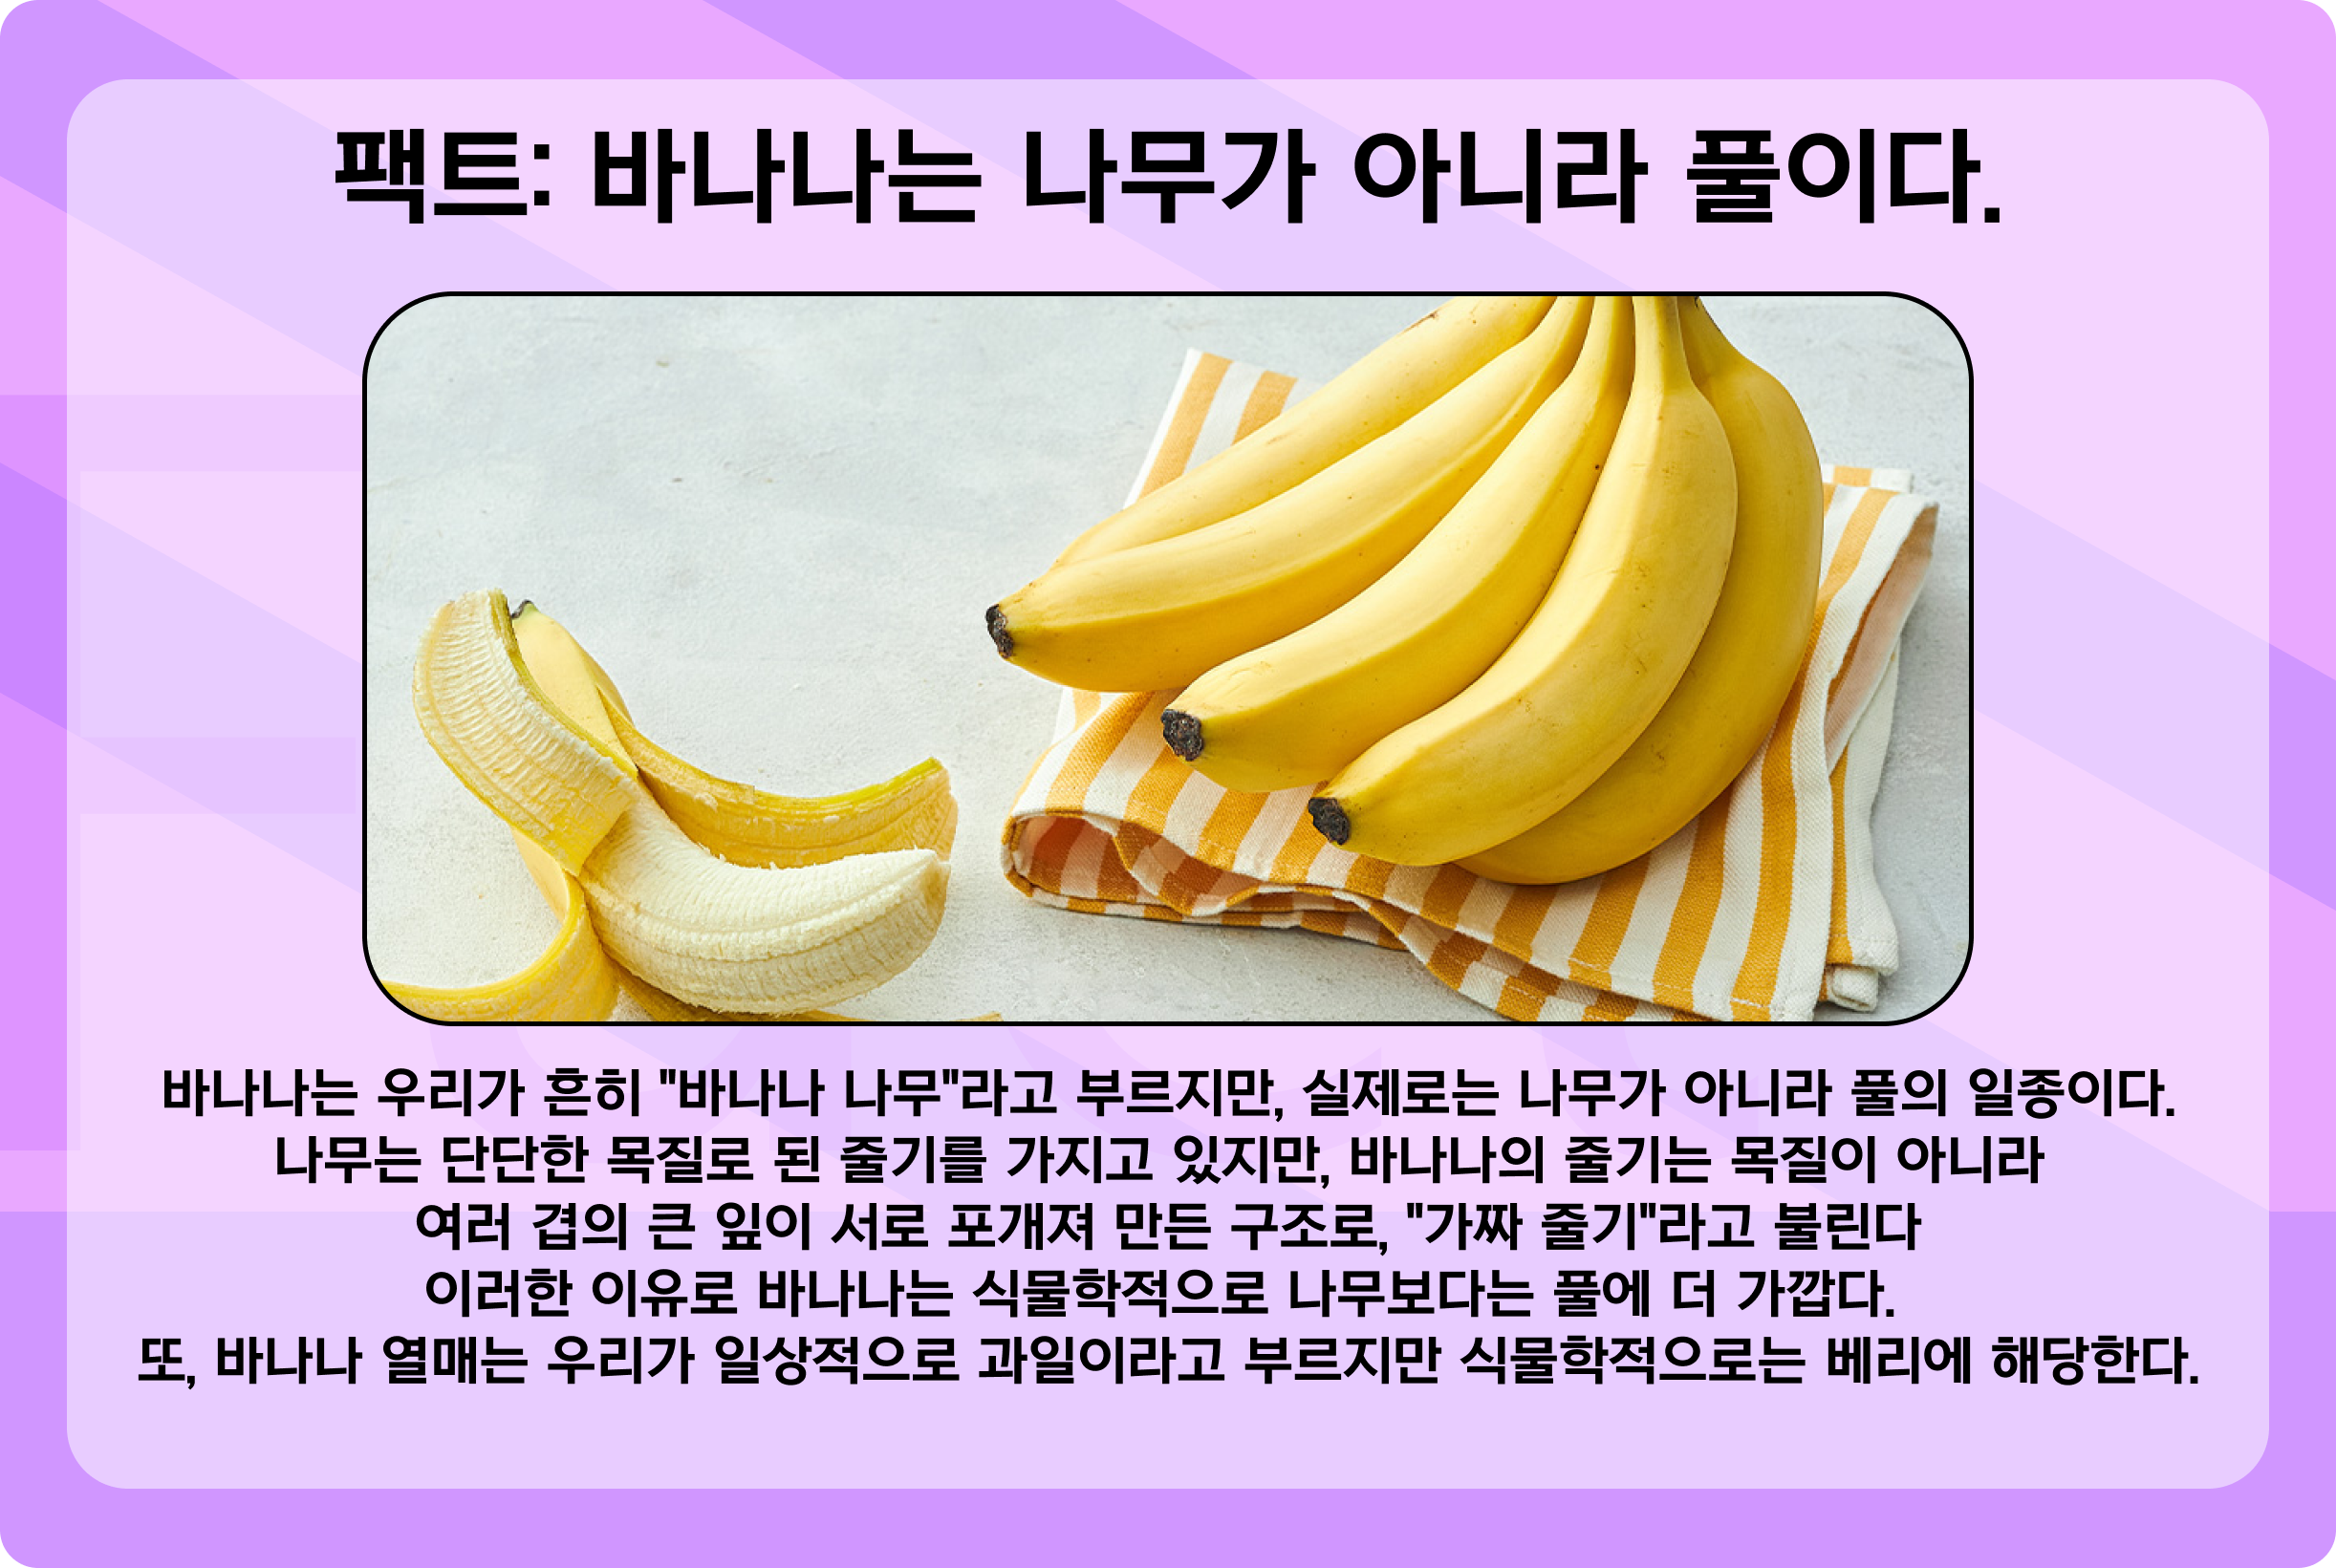 팩트: 바나나는 나무가 아니라 풀이다.
바나나는 우리가 흔히 "바나나 나무"라고 부르지만, 실제로는 나무가 아니라 풀의 일종이다.
나무는 단단한 목질로 된 줄기를 가지고 있지만, 바나나의 줄기는 목질이 아니라
여러 겹의 큰 잎이 서로 포개져 만든 구조로, "가짜 줄기"라고 불린다
이러한 이유로 바나나는 식물학적으로 나무보다는 풀에 더 가깝다.
또, 바나나 열매는 우리가 일상적으로 과일이라고 부르지만 식물학적으로는 베리에 해당한다.